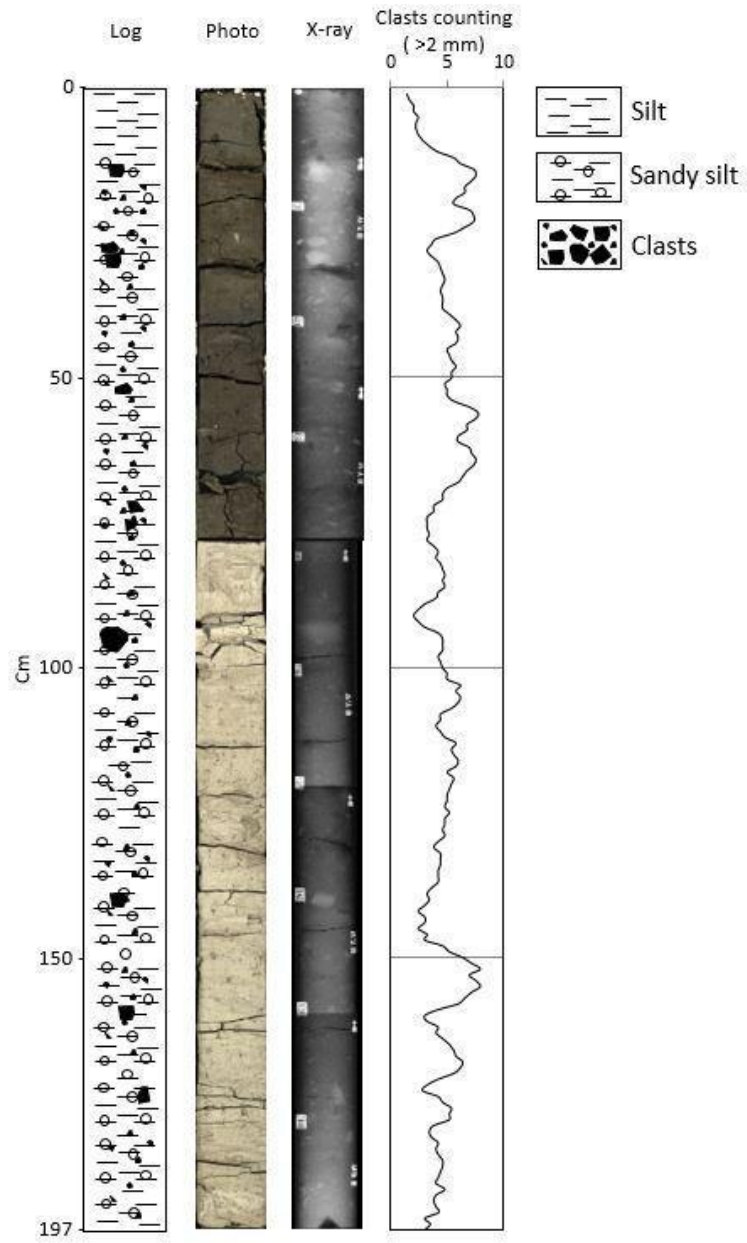 Log
Photo
X-ray
Clasts counting
( >2 mm)
0 5 10
0
50
Cm
100
150
197
Silt
Sandy silt
Clasts